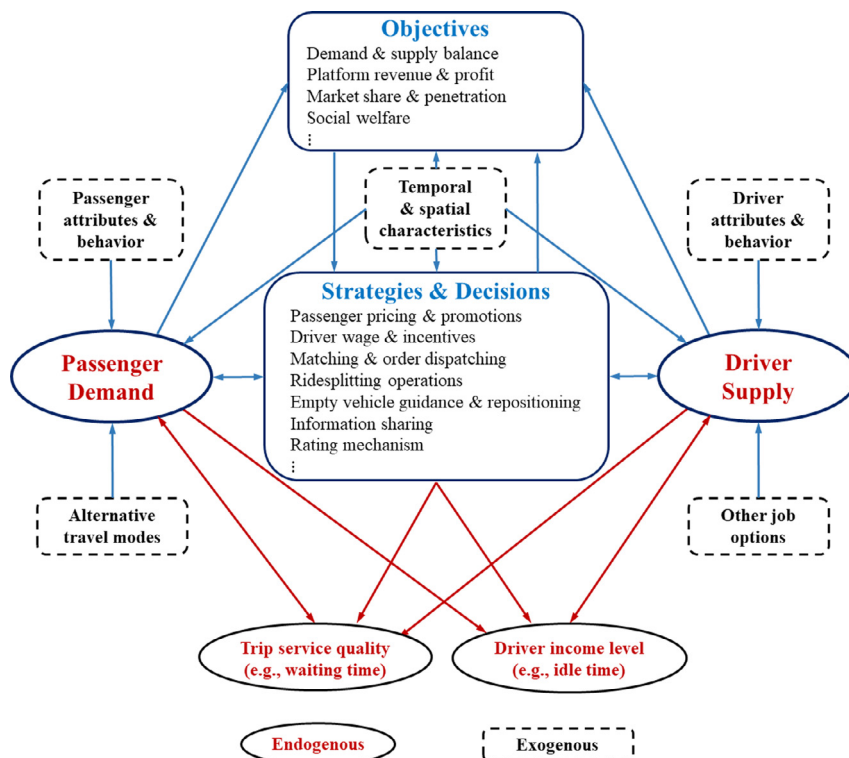 Objectives
Demand & supply balance
Platform revenue & profit
Market share & penetration
Social welfare
⋮
Passenger
attributes &
behavior
Temporal
& spatial
characteristics
Driver
attributes &
behavior
Strategies & Decisions
Passenger pricing & promotions
Driver wage & incentives
Matching & order dispatching
Ridesplitting operations
Empty vehicle guidance & repositioning
Information sharing
Rating mechanism
⋮
Passenger
Demand
Driver
Supply
Alternative
travel modes
Other job
options
Trip service quality
(e.g., waiting time)
Driver income level
(e.g., idle time)
Endogenous
Exogenous